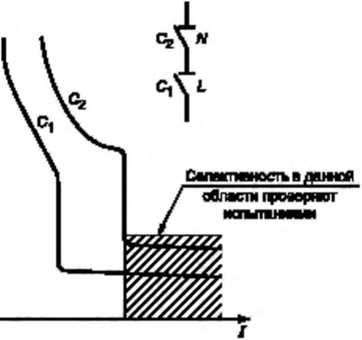 C₂ N
C₁ L
C₂
C₁
Селективность в данной
области проверяют
испытаниями
I